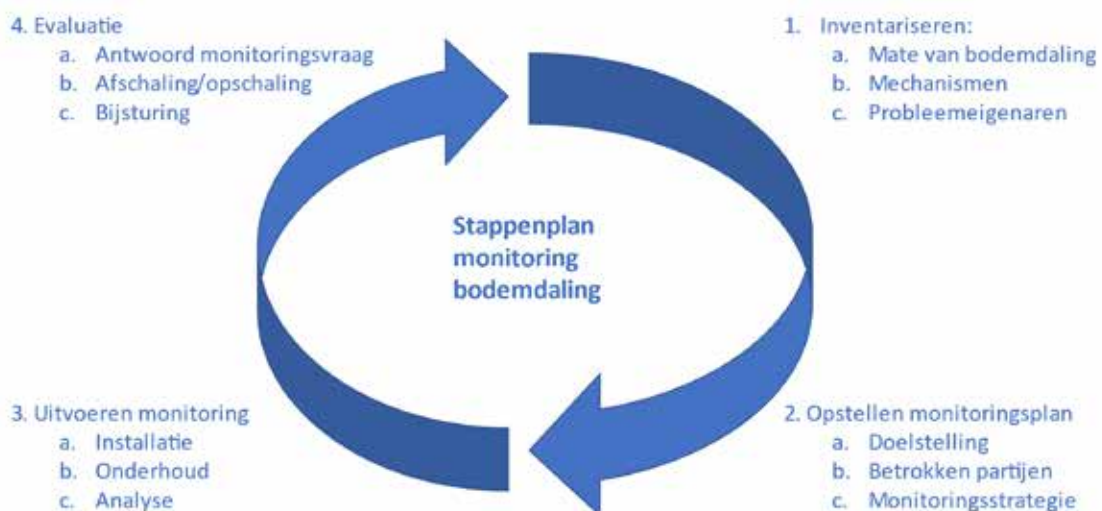 4. Evaluatie
a. Antwoord monitoringsvraag
b. Afschaling/opschaling
c. Bijsturing
1. Inventariseren:
a. Mate van bodemdaling
b. Mechanismen
c. Probleemeigenaren
Stappenplan
monitoring
bodemdaling
3. Uitvoeren monitoring
a. Installatie
b. Onderhoud
c. Analyse
2. Opstellen monitoringsplan
a. Doelstelling
b. Betrokken partijen
c. Monitoringsstrategie